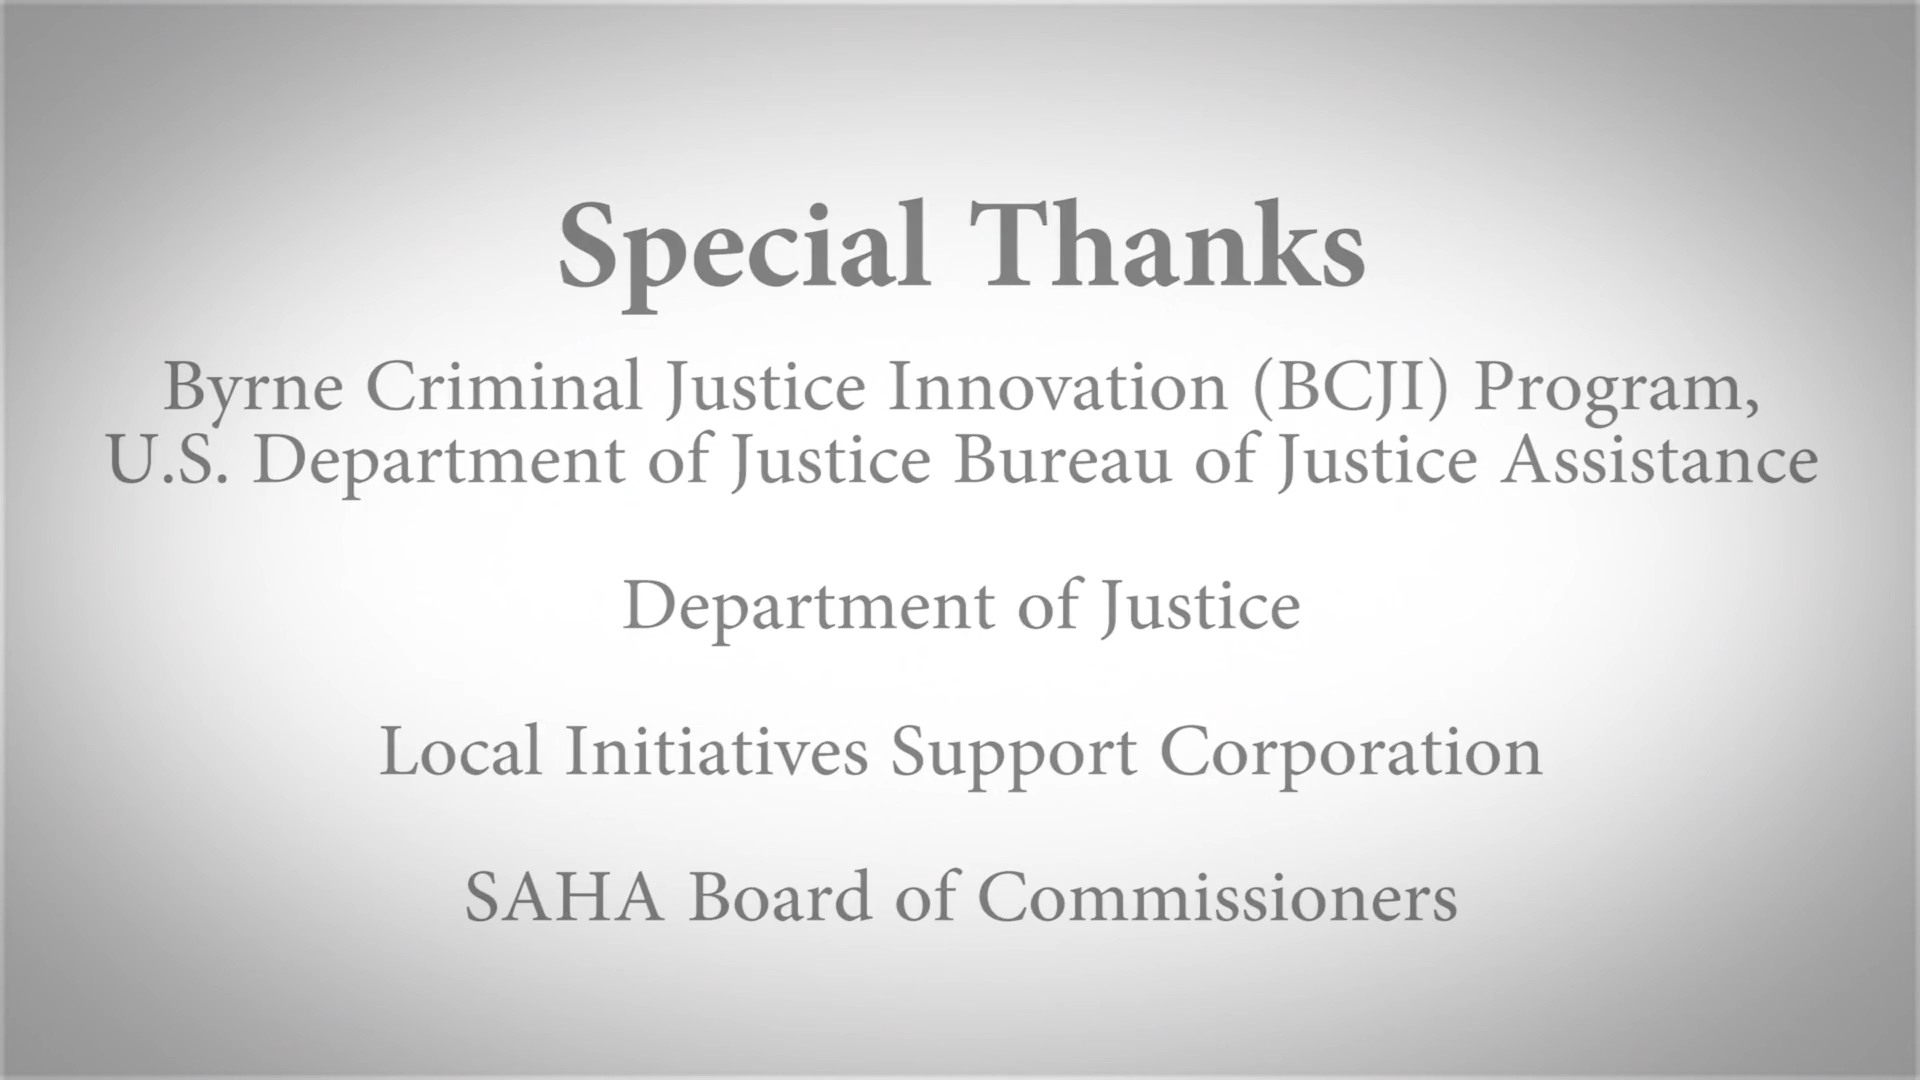 Special Thanks
Byrne Criminal Justice Innovation (BCJI) Program,
U.S. Department of Justice Bureau of Justice Assistance
Department of Justice
Local Initiatives Support Corporation
SAHA Board of Commissioners